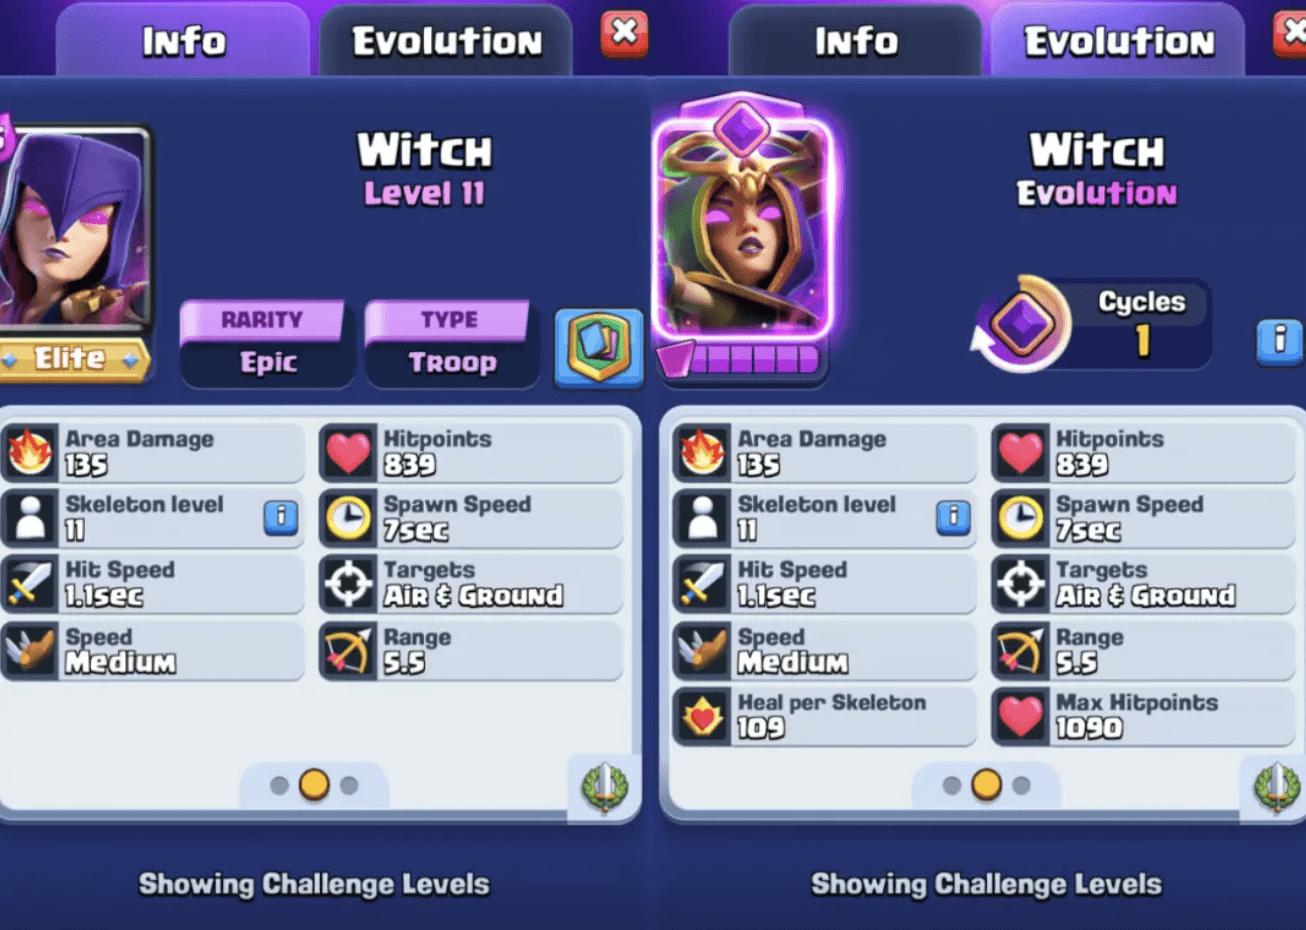 Info
Evolution
Witch
Level 11
Elite
RARITY
Epic
TYPE
Troop
Area Damage
135
Hitpoints
839
Skeleton level
11
i
Spawn Speed
7sec
Hit Speed
1.1sec
Targets
Air & Ground
Speed
Medium
Range
5.5
Showing Challenge Levels
Info
Evolution
Witch
Evolution
Cycles
1
i
Area Damage
135
Hitpoints
839
Skeleton level
11
i
Spawn Speed
7sec
Hit Speed
1.1sec
Targets
Air & Ground
Speed
Medium
Range
5.5
Heal per Skeleton
109
Max Hitpoints
1090
Showing Challenge Levels